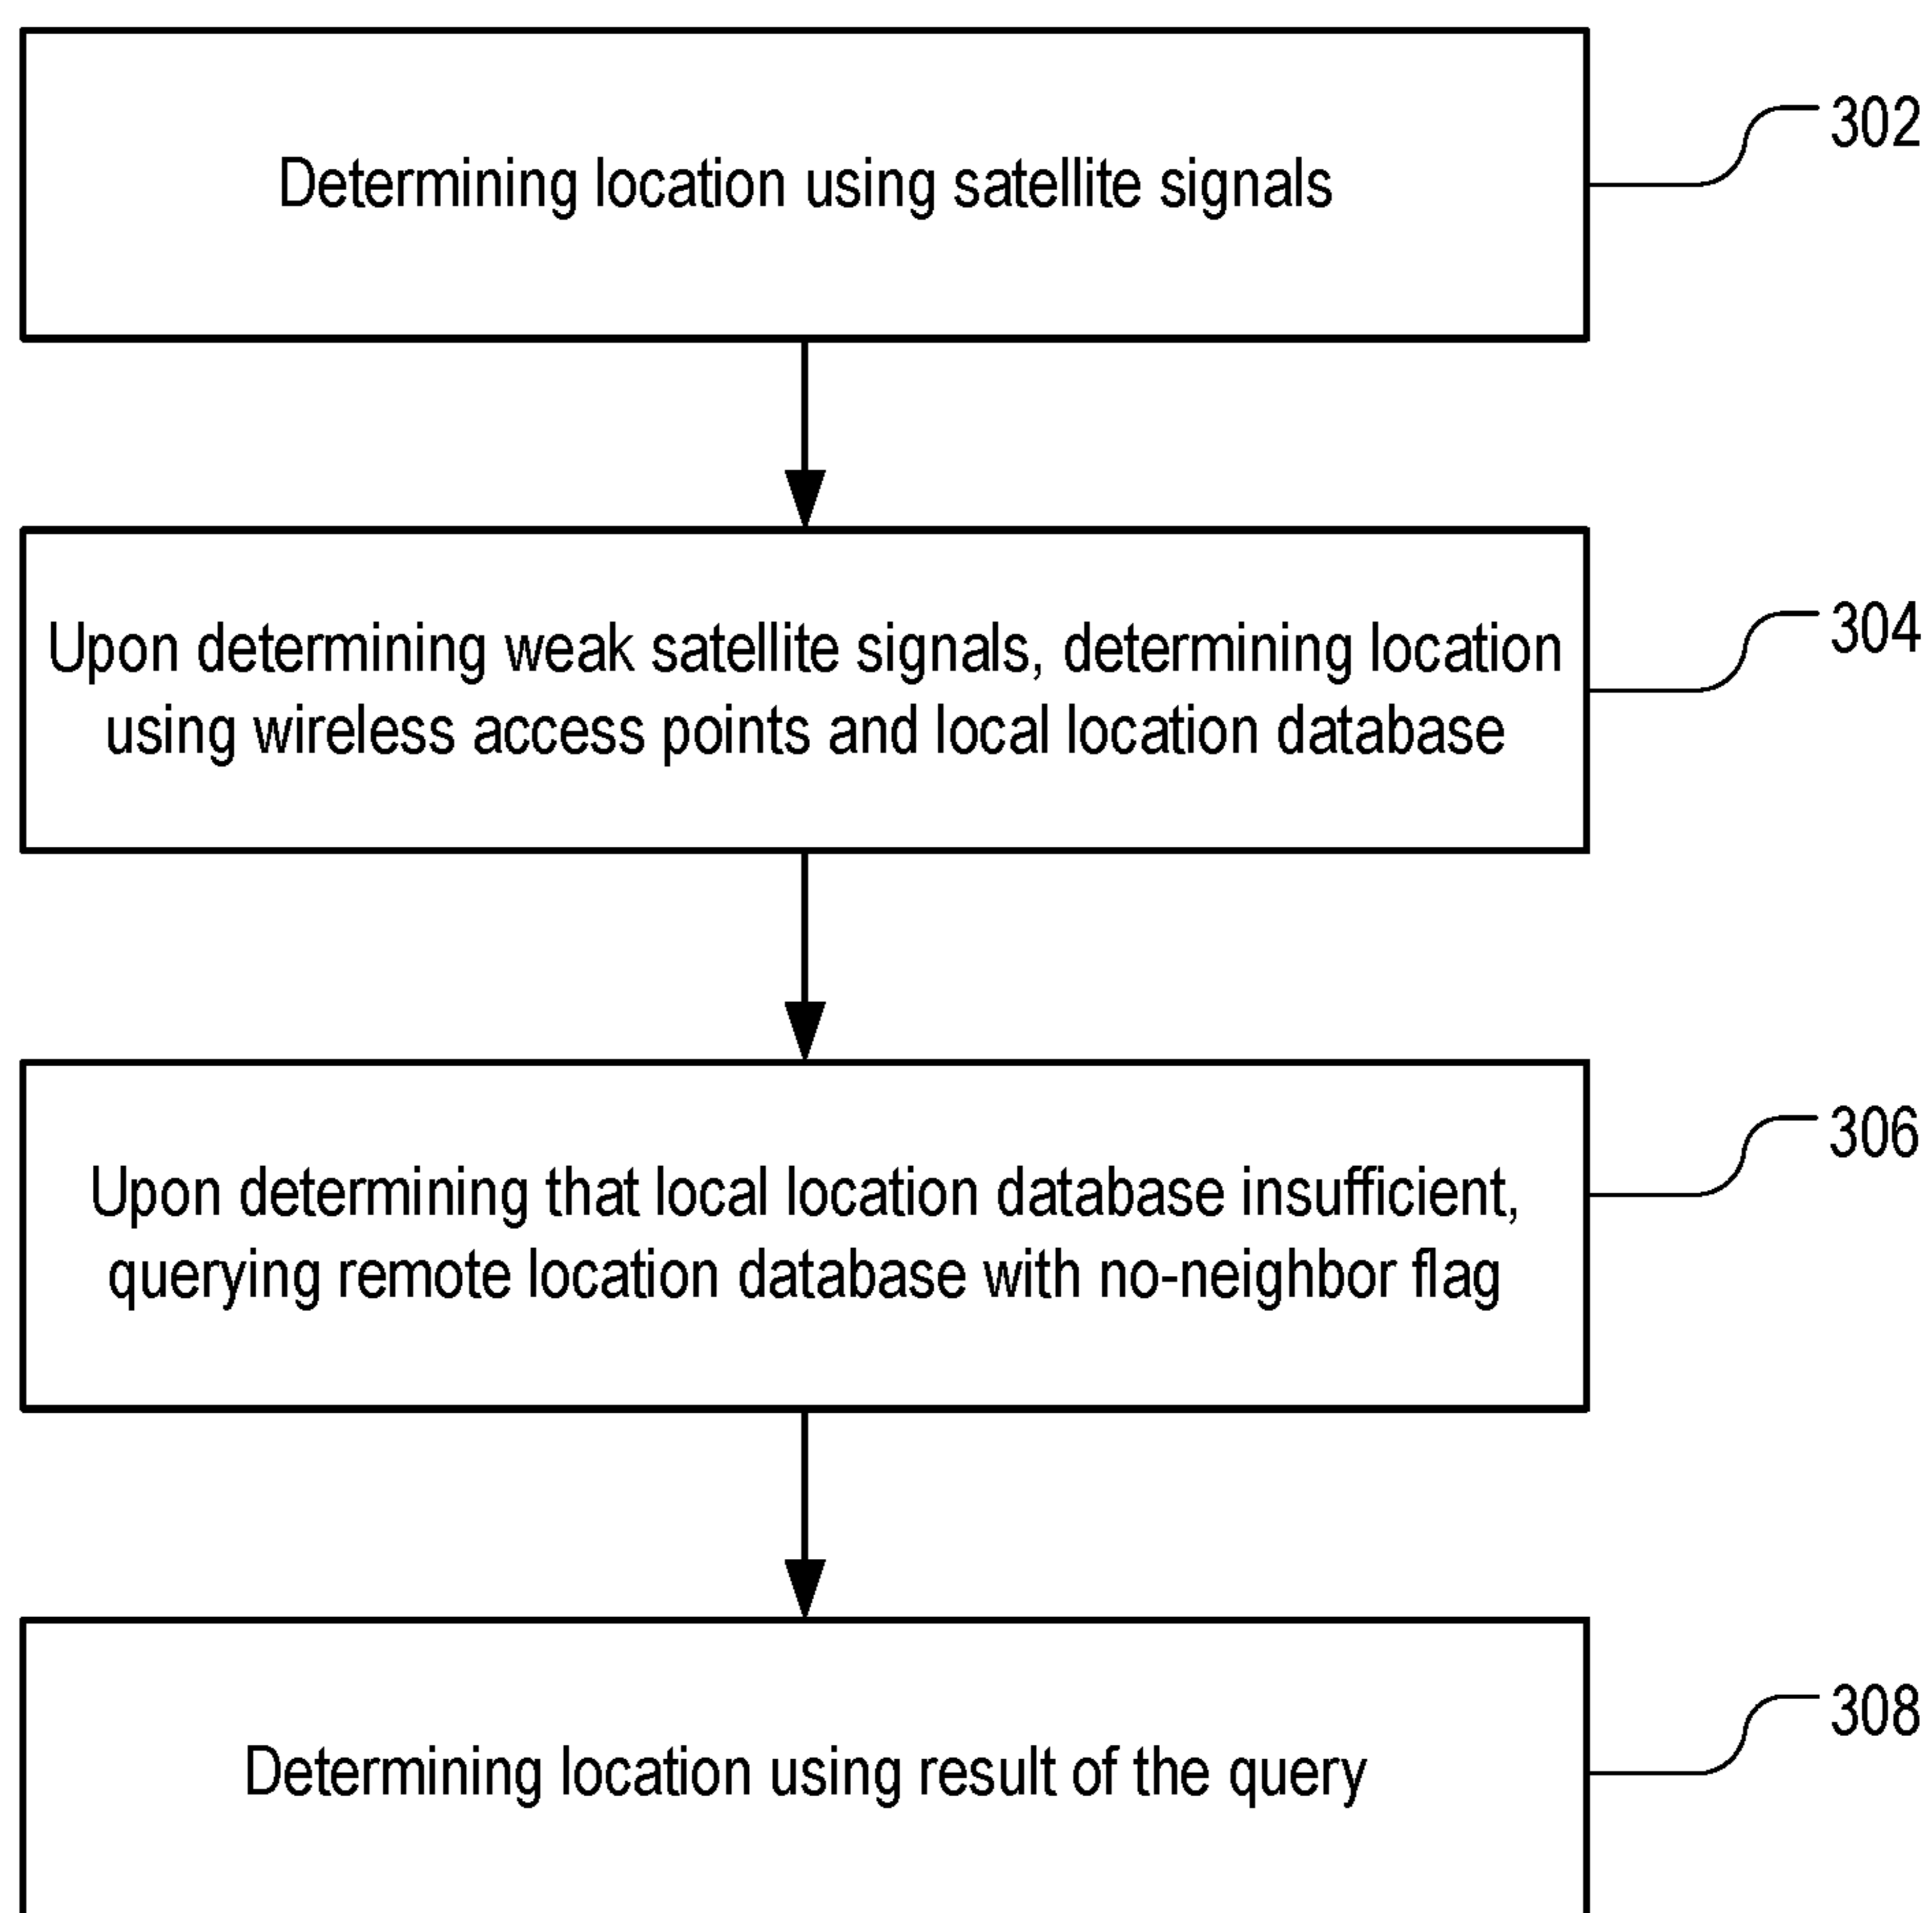 Determining location using satellite signals
302
Upon determining weak satellite signals, determining location
using wireless access points and local location database
304
Upon determining that local location database insufficient,
querying remote location database with no-neighbor flag
306
Determining location using result of the query
308